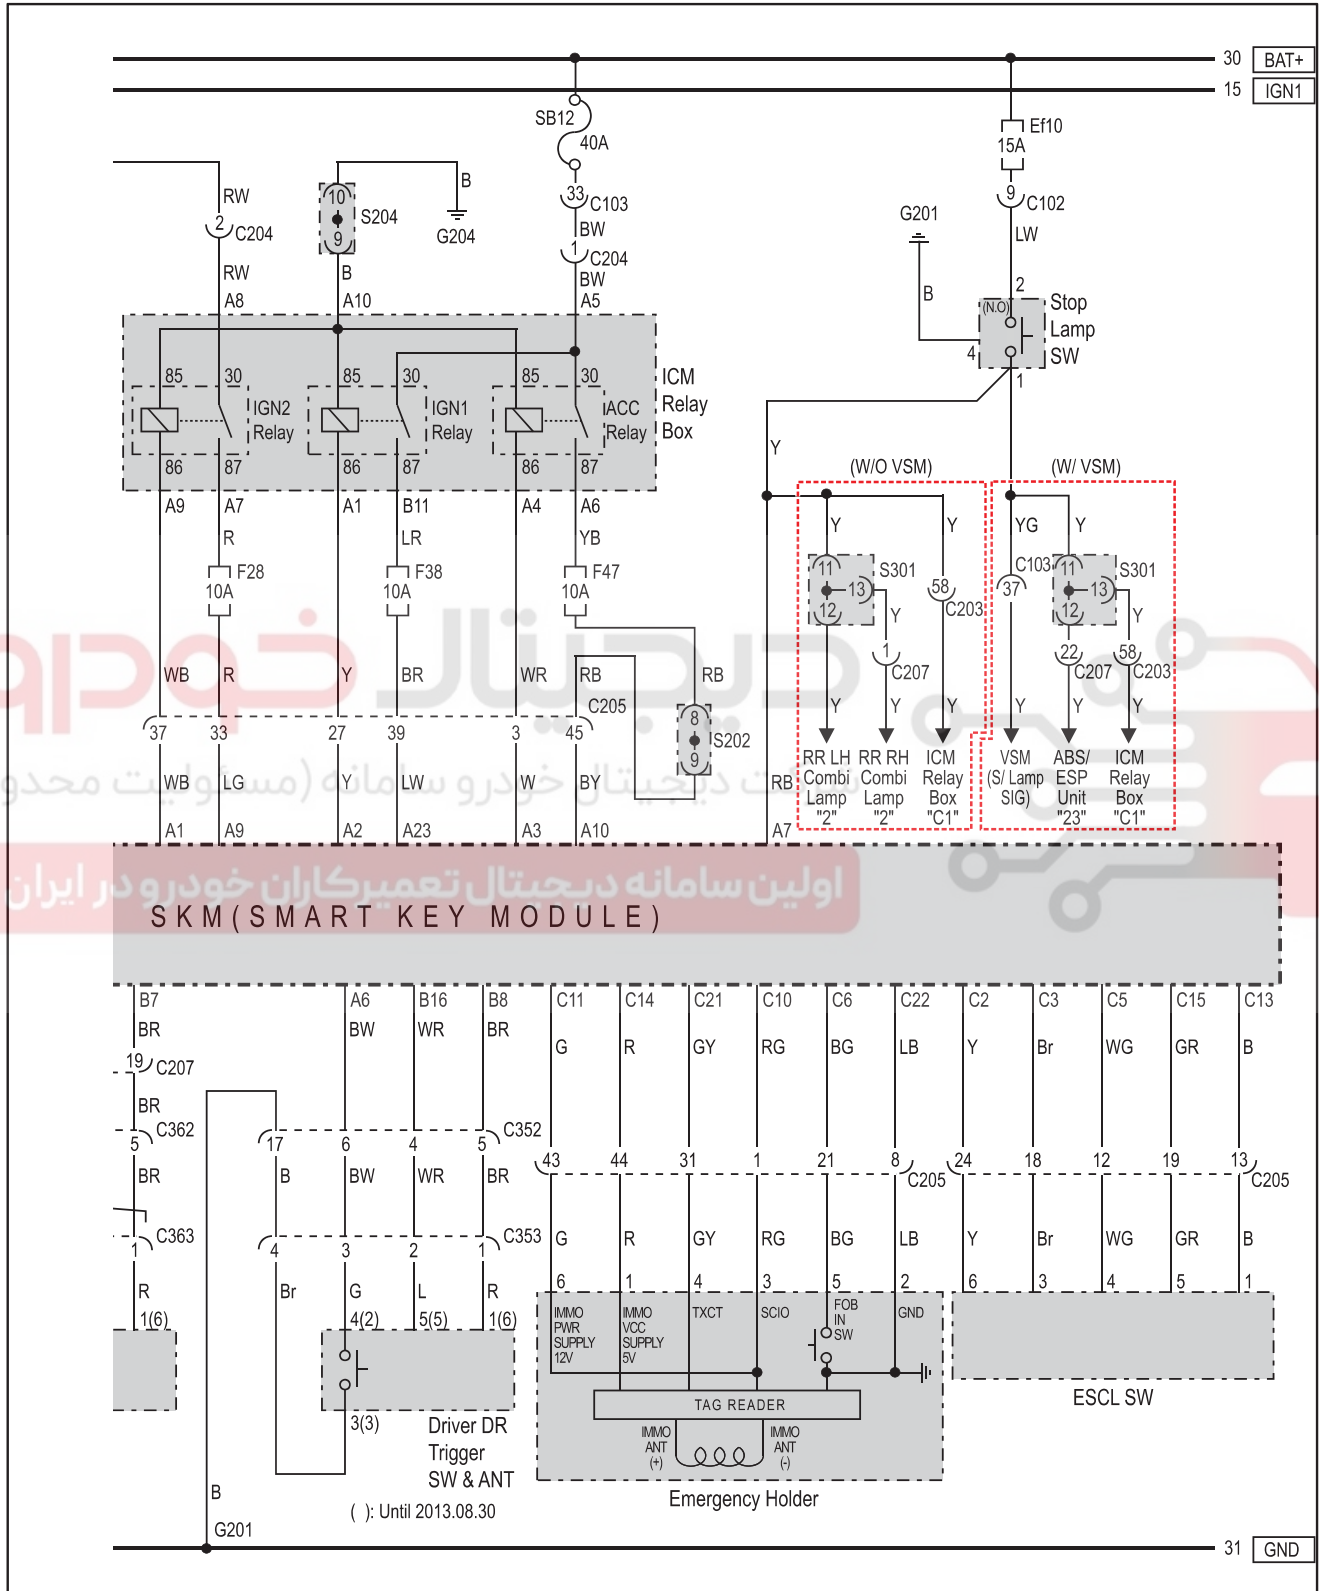 30 BAT+
15 IGN1
SB12
40A
Ef10
15A
33 C103
9 C102
RW
10
B
S204
G204
2 C204
9
BW
1 C204
G201
LW
RW
B
BW
B
2
A8
A10
A5
(N.O)
Stop
Lamp
SW
4
1
85 30 85 30 85 30
IGN2
Relay
IGN1
Relay
ACC
Relay
ICM
Relay
Box
86 87 86 87 86 87
Y
(W/O VSM)
(W/ VSM)
A9 A7 A1 B11 A4 A6
R LR YB
Y Y YG Y
F28
10A
F38
10A
F47
10A
11 S301
13
12
58 C203
C103
37
11 S301
13
12
Y
1 C207
Y
22 C207
58 C203
WB R Y BR WR RB RB
C205
37 33 27 39 3 45
8
S202
9
Y Y Y Y Y Y
RR LH
Combi
Lamp
"2"
RR RH
Combi
Lamp
"2"
ICM
Relay
Box
"C1"
VSM
(S/ Lamp
SIG)
ABS/
ESP
Unit
"23"
ICM
Relay
Box
"C1"
WB LG Y LW W BY RB
A1 A9 A2 A23 A3 A10 A7
دیجیتال خودرو
شرکت دیجیتال خودرو سامانه (مسئولیت محدود
اولین سامانه دیجیتال تعمیرکاران خودرو در ایران
SKM(SMART KEY MODULE)
B7 A6 B16 B8 C11 C14 C21 C10 C6 C22 C2 C3 C5 C15 C13
BR BW WR BR G R GY RG BG LB Y Br WG GR B
19 C207
BR
C362
5
17 6 4 5 C352
43 44 31 1 21 8 C205
24 18 12 19 13 C205
BR B BW WR BR
C363
1
4 3 2 1 C353
G R GY RG BG LB Y Br WG GR B
R Br G L R
6 1 4 3 5 2 6 3 4 5 1
1(6) 4(2) 5(5) 1(6)
IMMO
PWR
SUPPLY
12V
IMMO
VCC
SUPPLY
5V
TXCT
SCIO
FOB
IN
SW
GND
ESCL SW
TAG READER
3(3)
Driver DR
Trigger
SW & ANT
IMMO
ANT
(+)
IMMO
ANT
(-)
Emergency Holder
B
( ): Until 2013.08.30
G201
31 GND